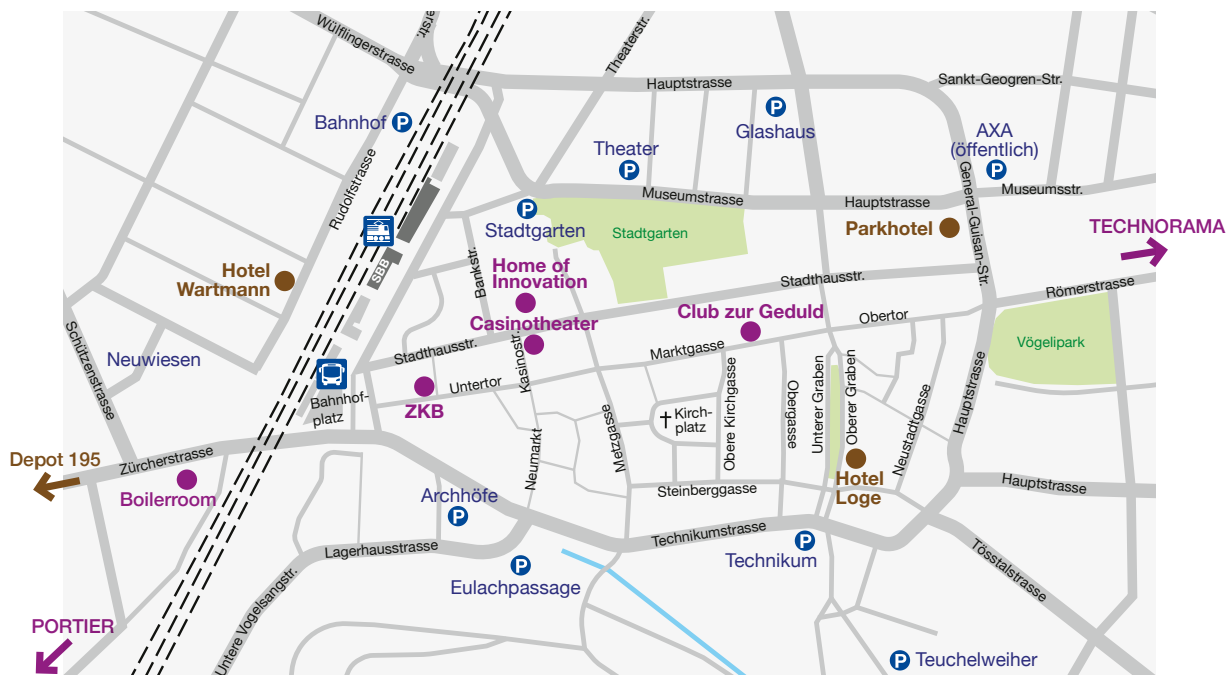 Wülflingerstrasse
erstr.
Theaterstr.
Hauptstrasse
Sankt-Geogren-Str.
Bahnhof P
P
Glashaus
AXA
(öffentlich)
P
Theater
P
Rudolfstrasse
Museumstrasse
Hauptstrasse
Museumsstr.
General-Guisan-Str.
P
Stadtgarten
Stadtgarten
Parkhotel
TECHNORAMA
SBB
Hotel
Wartmann
Bankstr.
Home of
Innovation
Stadthausstr.
Römerstrasse
Casinotheater
Club zur Geduld
Obertor
Schützenstrasse
Neuwiesen
Stadthausstr.
Kasinostr.
Marktgasse
Vögelipark
Untertor
ZKB
Bahnhof-
platz
Metzgasse
Kirch-
platz
Obere Kirchgasse
Obergasse
Unterer Graben
Oberer Graben
Neustadtgasse
Hauptstrasse
Neumarkt
Depot 195
Zürcherstrasse
Boilerroom
Steinberggasse
Hotel
Loge
Hauptstrasse
Archhöfe
P
Technikumstrasse
Lagerhausstrasse
P
Eulachpassage
P
Technikum
Tösstalstrasse
Untere Vogelsangstr.
PORTIER
P Teuchelweiher